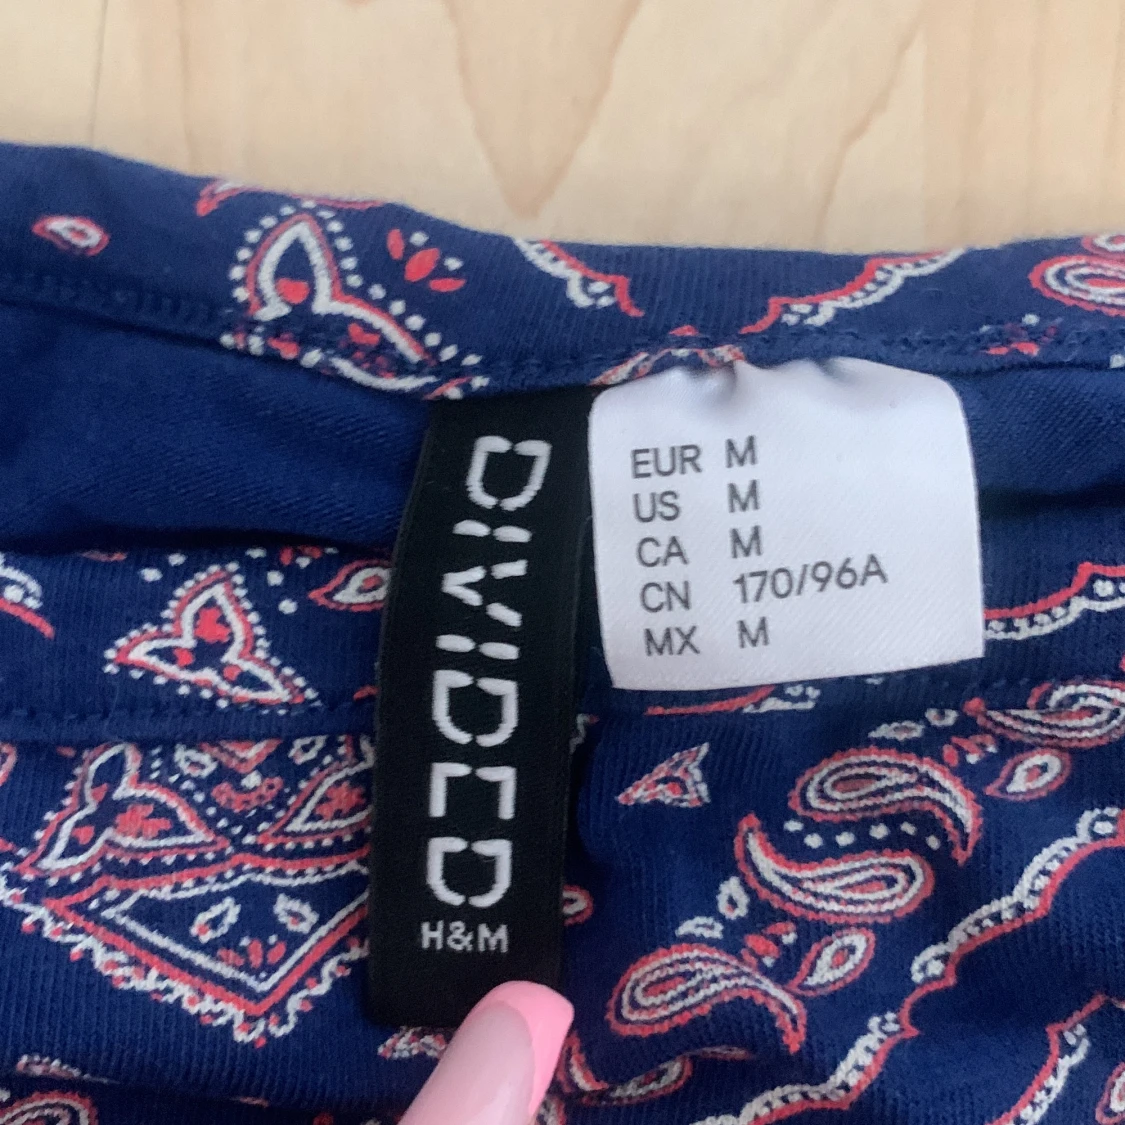 DIVIDED
H&M
EUR M
US M
CA M
CN 170/96A
MX M